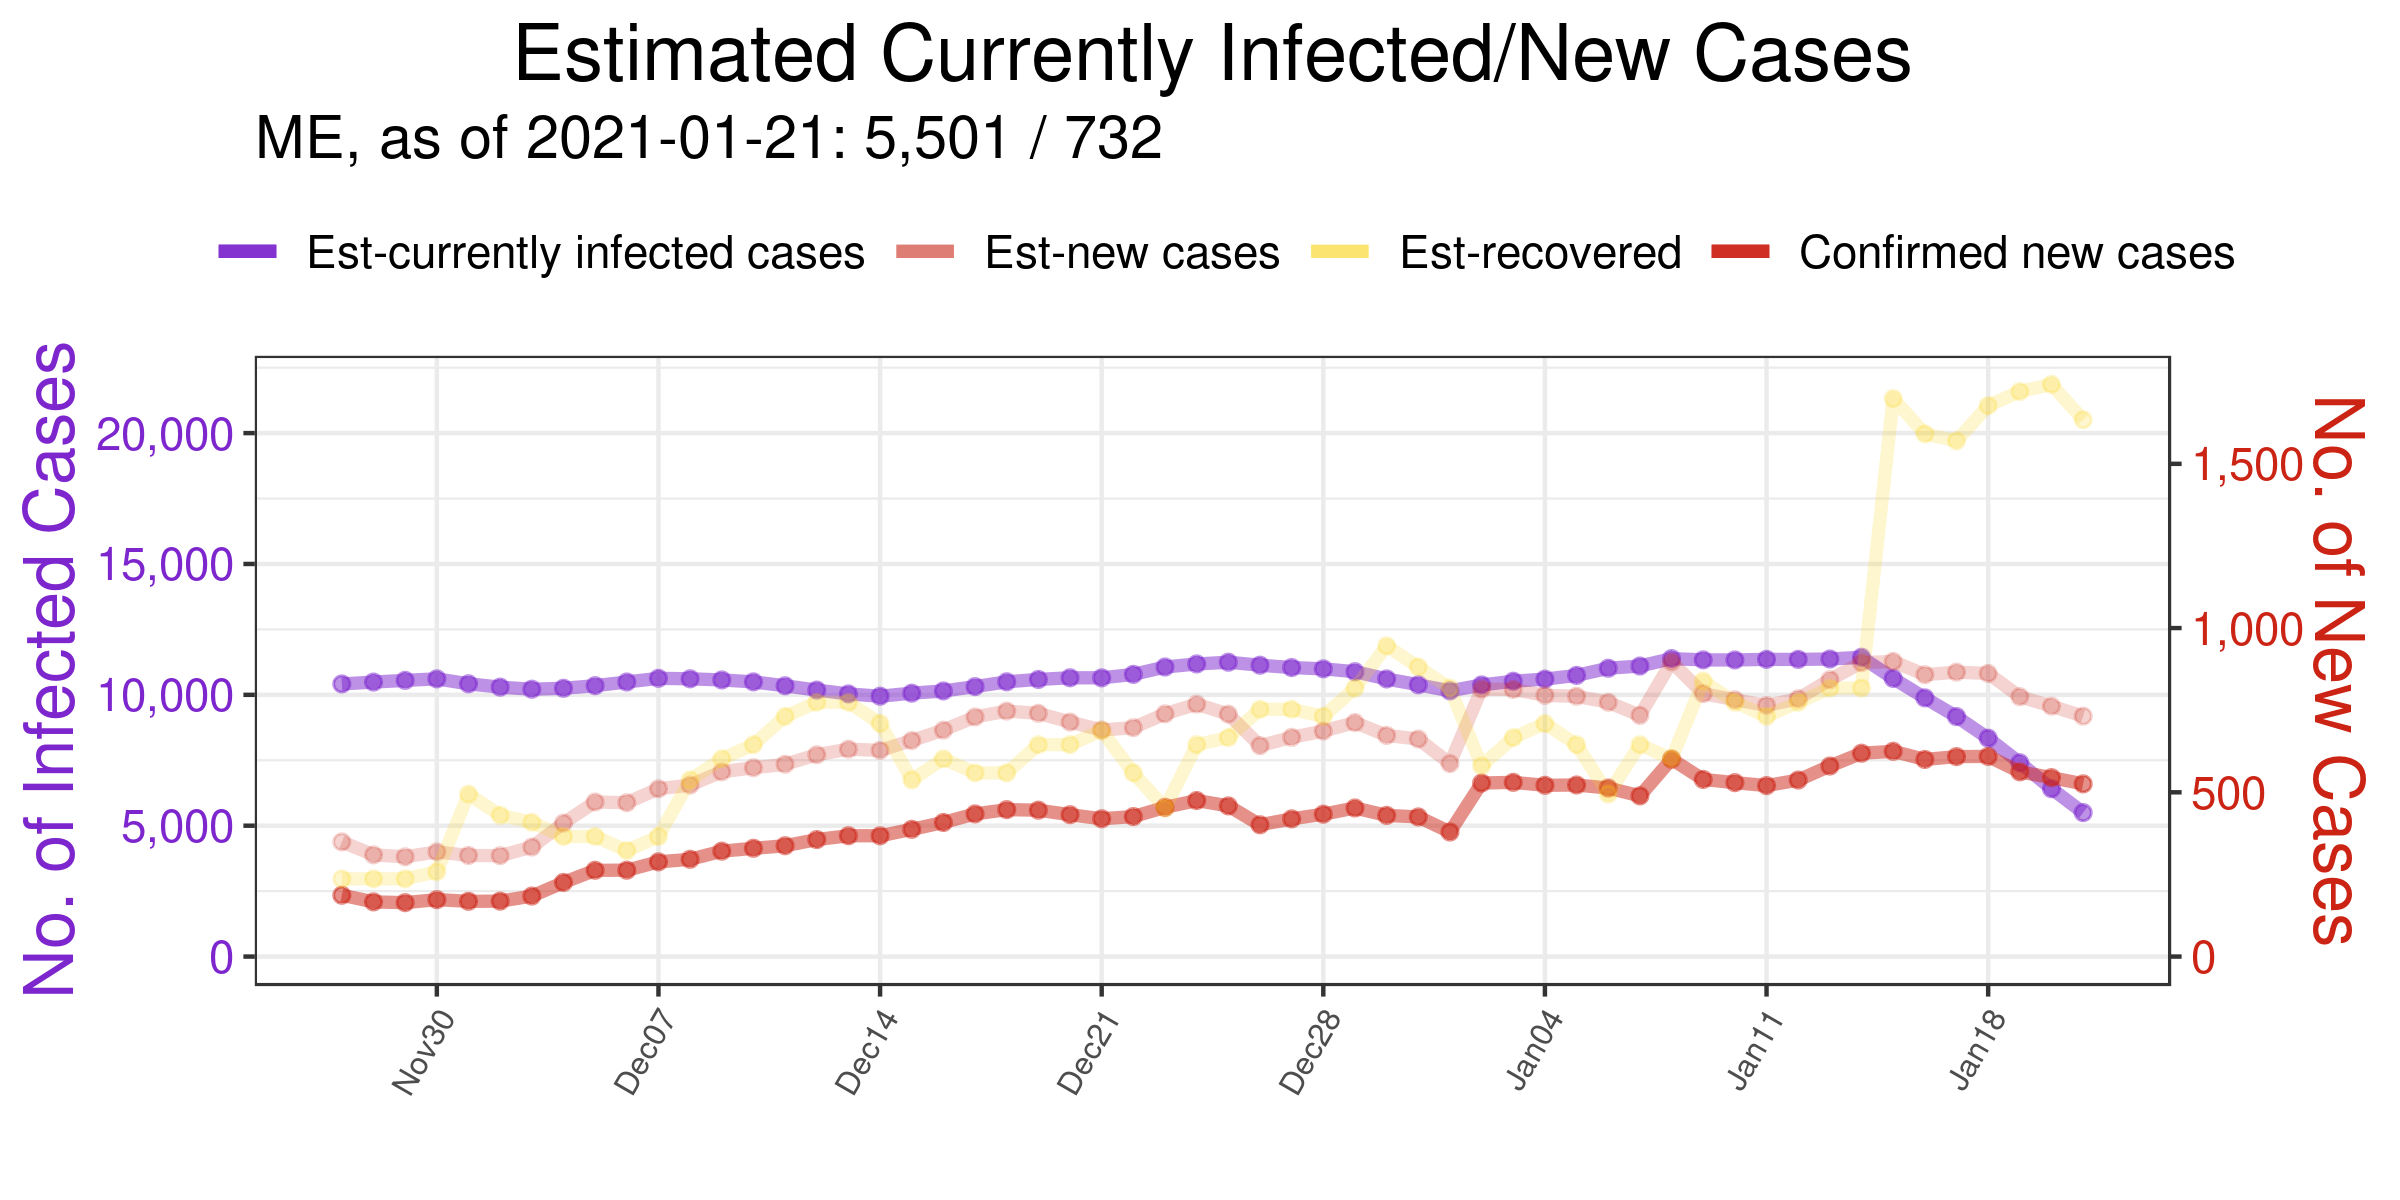 Estimated Currently Infected/New Cases
ME, as of 2021-01-21: 5,501 / 732
Est-currently infected cases Est-new cases Est-recovered Confirmed new cases
No. of Infected Cases
20,000
15,000
10,000
5,000
0
1,500
1,000
500
0
No. of New Cases
Nov30 Dec07 Dec14 Dec21 Dec28 Jan04 Jan11 Jan18